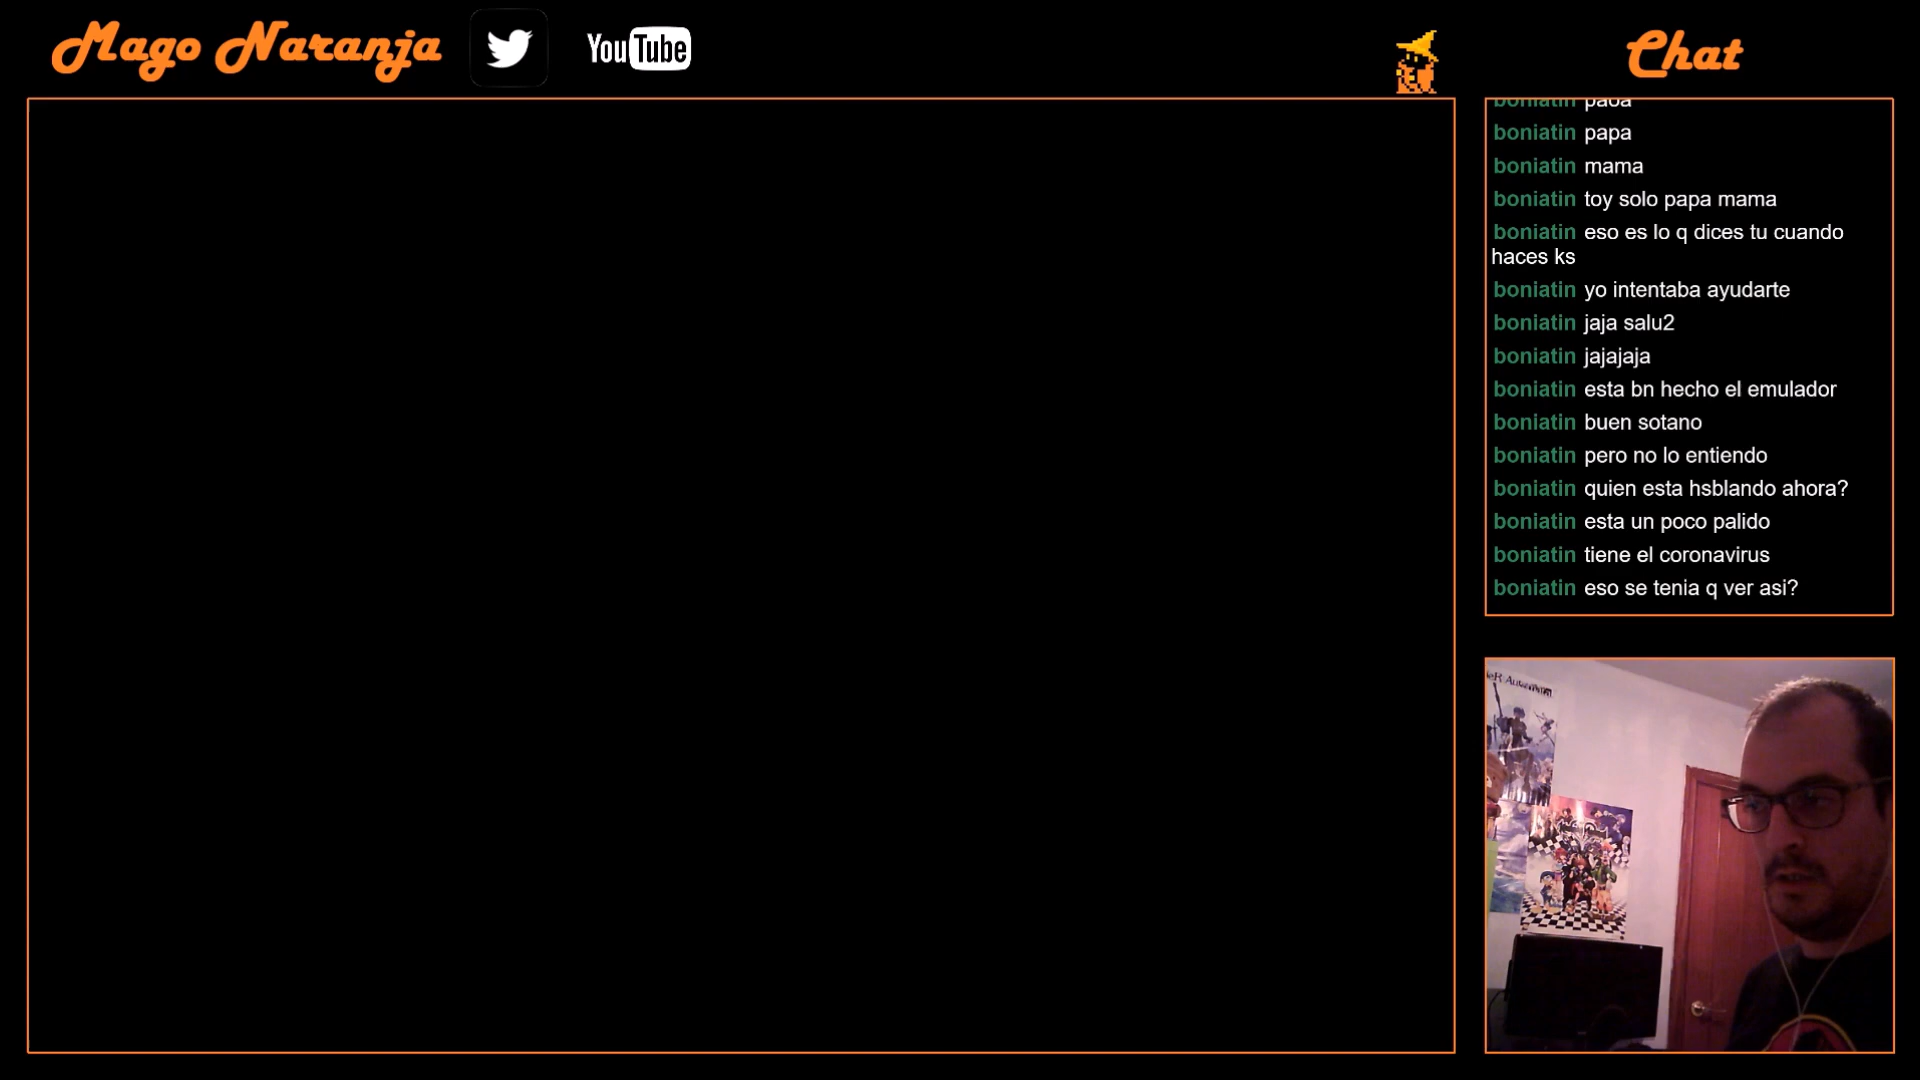 Mago Naranja
YouTube
Chat
boniatin paoa
boniatin papa
boniatin mama
boniatin toy solo papa mama
boniatin eso es lo q dices tu cuando
haces ks
boniatin yo intentaba ayudarte
boniatin jaja salu2
boniatin jajajaja
boniatin esta bn hecho el emulador
boniatin buen sotano
boniatin pero no lo entiendo
boniatin quien esta hsblando ahora?
boniatin esta un poco palido
boniatin tiene el coronavirus
boniatin eso se tenia q ver asi?